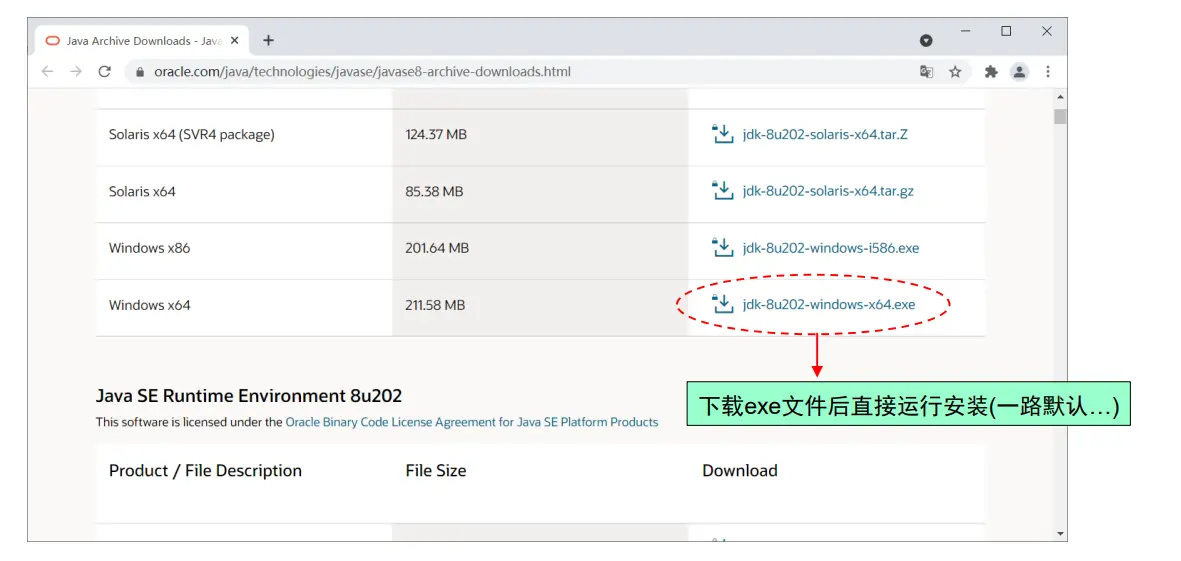 Java Archive Downloads - Java
oracle.com/java/technologies/javase/javase8-archive-downloads.html
Solaris x64 (SVR4 package) 124.37 MB jdk-8u202-solaris-x64.tar.Z
Solaris x64 85.38 MB jdk-8u202-solaris-x64.tar.gz
Windows x86 201.64 MB jdk-8u202-windows-i586.exe
Windows x64 211.58 MB jdk-8u202-windows-x64.exe
下载exe文件后直接运行安装(一路默认…)
Java SE Runtime Environment 8u202
This software is licensed under the Oracle Binary Code License Agreement for Java SE Platform Products
Product / File Description File Size Download